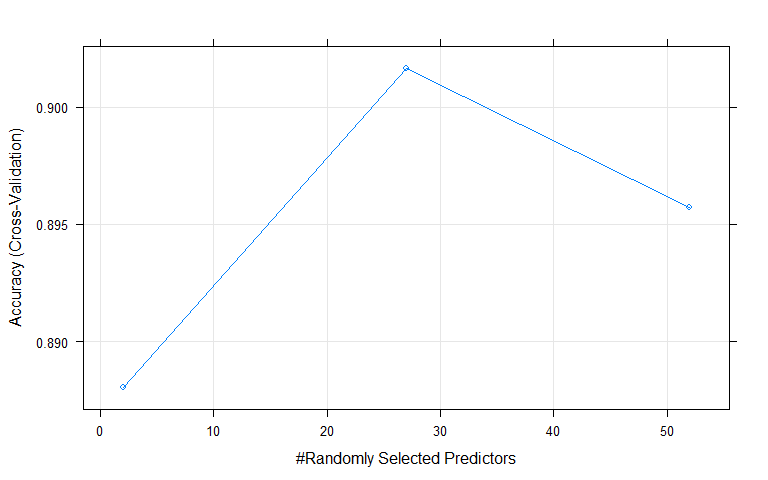 0.900
0.895
0.890
Accuracy (Cross-Validation)
0 10 20 30 40 50
#Randomly Selected Predictors